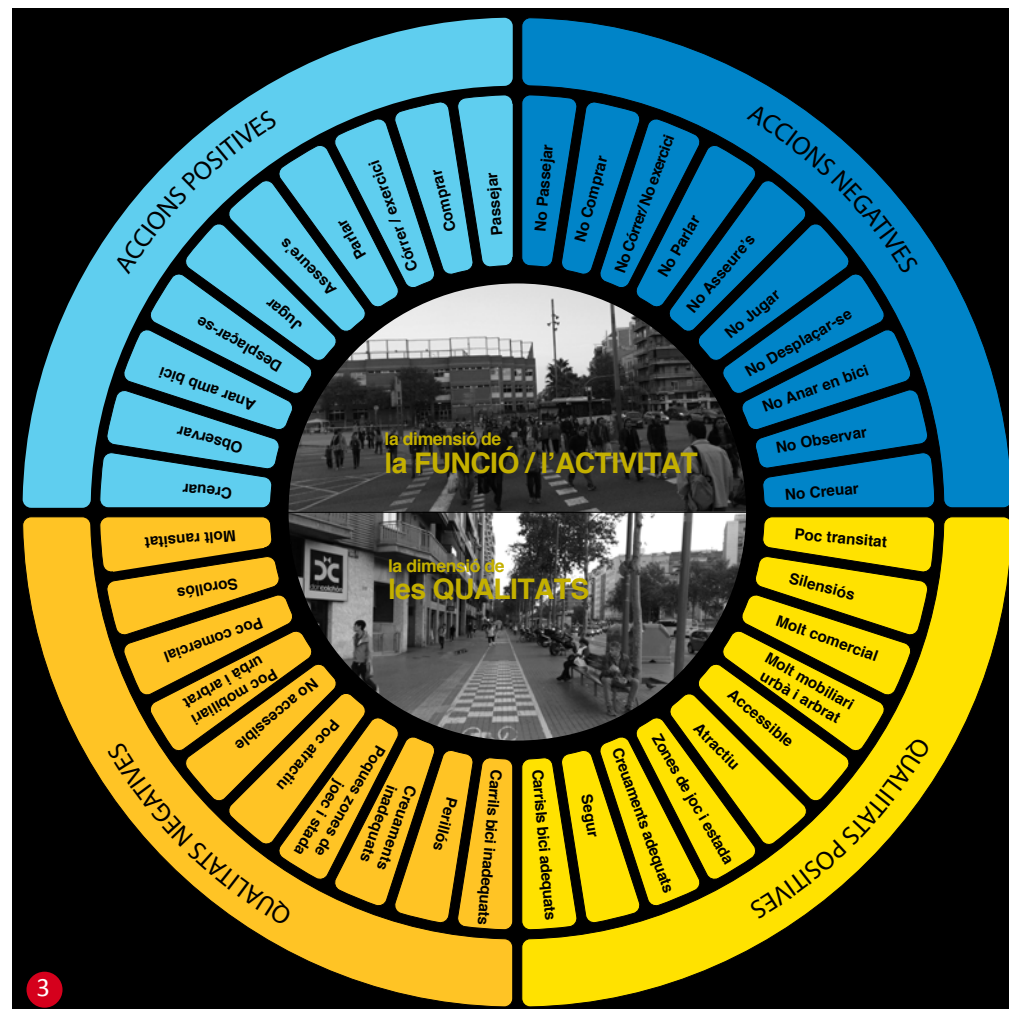 ACCIONS POSITIVES
Creuar
Observar
Anar amb bici
Desplaçar-se
Jugar
Asseure's
Parlar
Córrer / exercici
Comprar
Passejar
ACCIONS NEGATIVES
No Passejar
No Comprar
No Córrer/No exercici
No Parlar
No Asseure's
No Jugar
No Desplaçar-se
No Anar en bici
No Observar
No Creuar
la dimensió de
la FUNCIÓ / l'ACTIVITAT
la dimensió de
les QUALITATS
QUALIITATS POSITIVES
Poc transitat
Silensiós
Molt comercial
Molt mobiliari
urbà i arbrat
Accessible
Atractiu
Zones de joc i estada
Creuaments adequats
Segur
Carrisls bici adequats
QUALITATS NEGATIVES
Carrils bici inadequats
Perillós
Creuaments
inadequats
Poques zones de
joec i stada
Poc atractiu
No accessible
Poc mobiliari
urbà i arbrat
Poc comercial
Sorollós
Molt ransitat
3